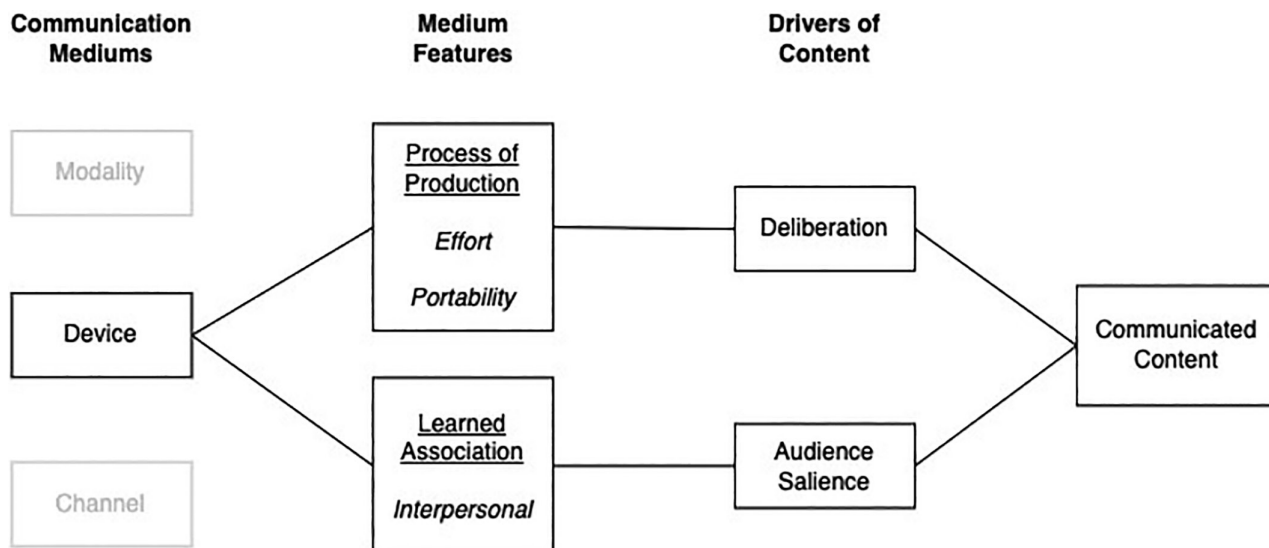 Communication
Mediums
Medium
Features
Drivers of
Content
Modality
Device
Channel
Process of
Production
Effort
Portability
Learned
Association
Interpersonal
Deliberation
Audience
Salience
Communicated
Content